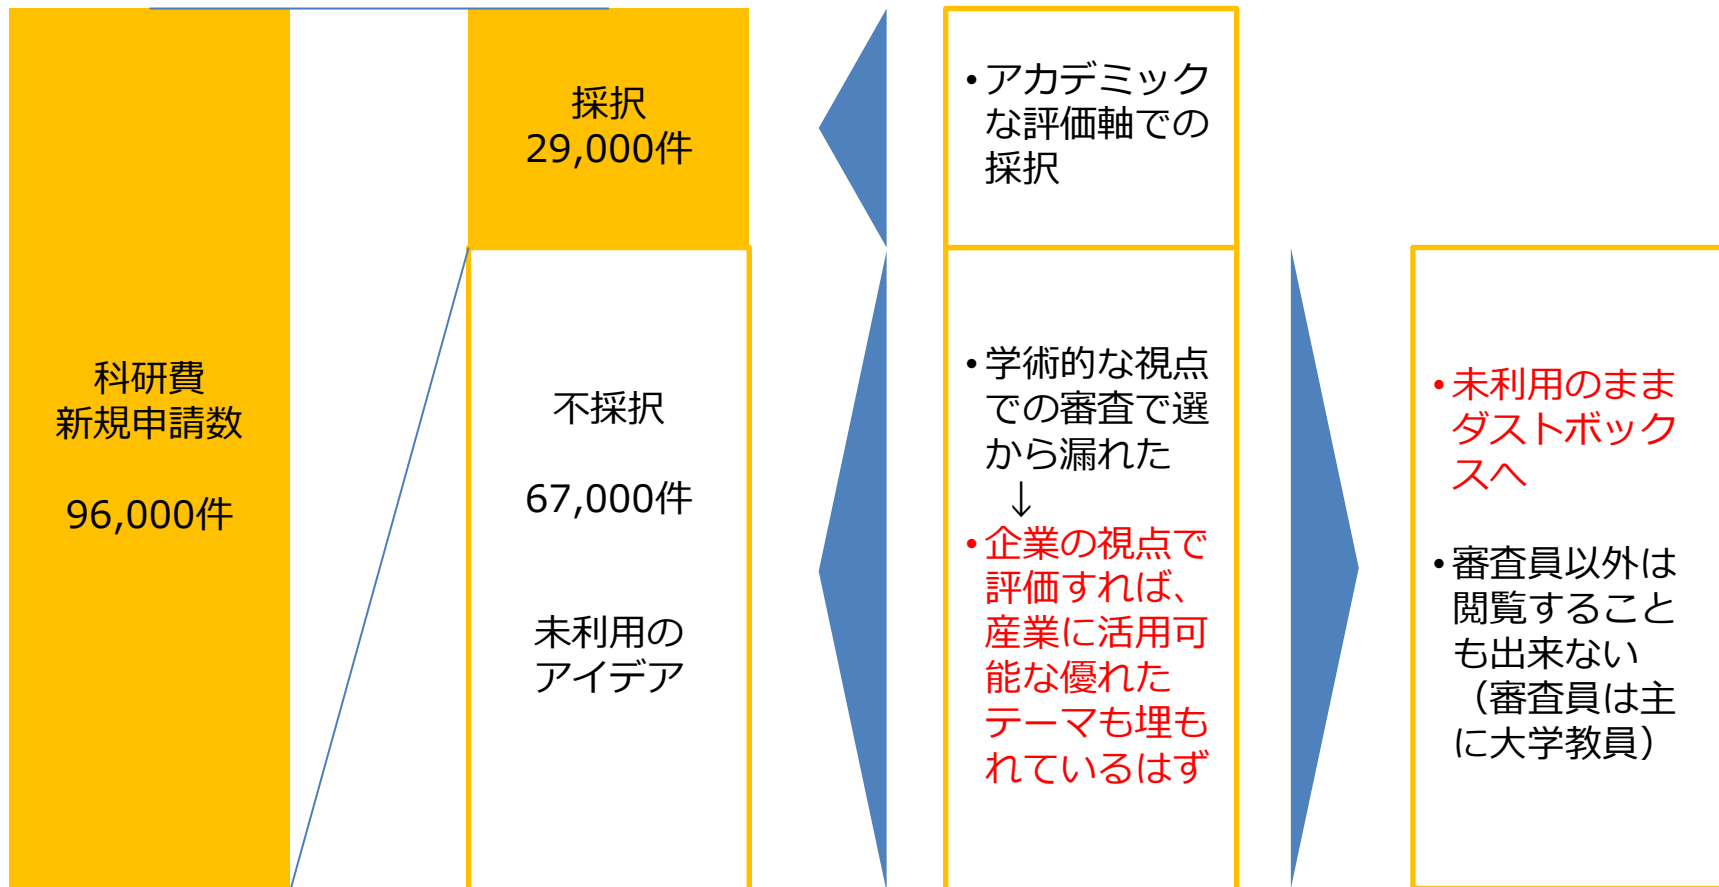 科研費
新規申請数
96,000件
採択
29,000件
不採択
67,000件
未利用の
アイデア
•アカデミック
な評価軸での
採択
•学術的な視点
での審査で選
から漏れた
↓
•企業の視点で
評価すれば、
産業に活用可
能な優れた
テーマも埋も
れているはず
•未利用のまま
ダストボック
スへ
•審査員以外は
閲覧すること
も出来ない
（審査員は主
に大学教員）